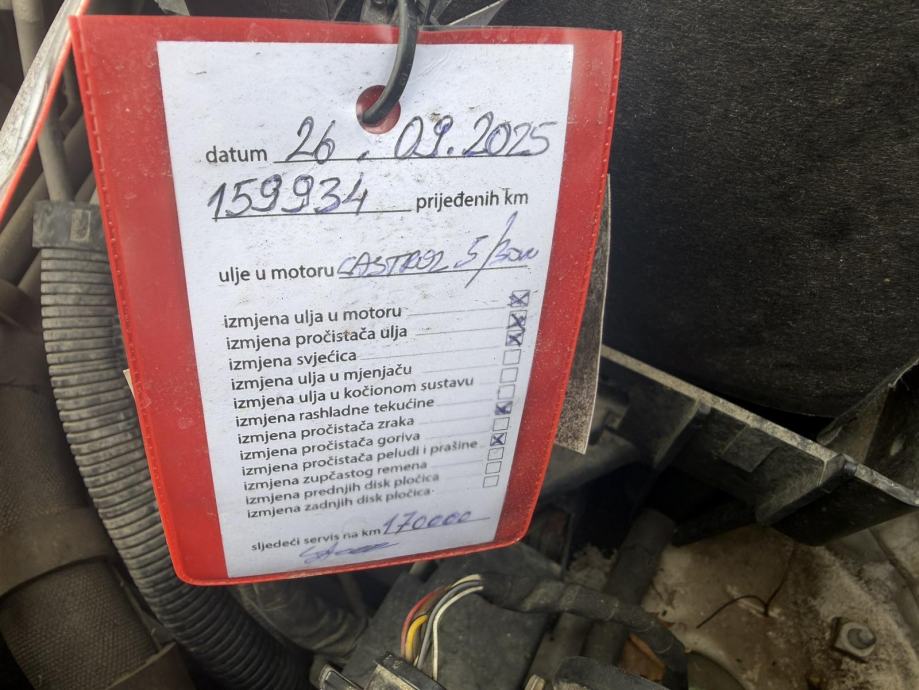 datum 26. 09. 2025
159934 prijeđenih km
ulje u motoru CASTROL 5/30W
izmjena ulja u motoru
izmjena pročistača ulja
izmjena svjećica
izmjena ulja u mjenjaču
izmjena ulja u kočionom sustavu
izmjena rashladne tekućine
izmjena pročistača zraka
izmjena pročistača goriva
izmjena pročistača peludi i prašine
izmjena zupčastog remena
izmjena prednjih disk pločica
izmjena zadnjih disk pločica
sljedeći servis na km 170000